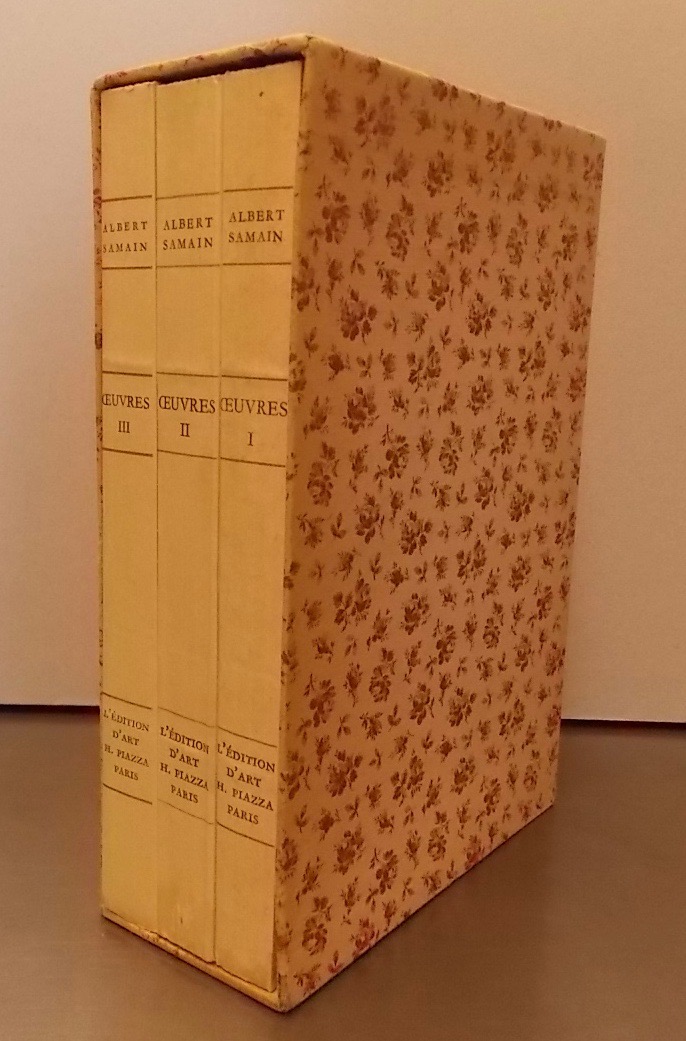 ALBERT
SAMAIN
ŒUVRES
III
L'ÉDITION
D'ART
H. PIAZZA
PARIS
ALBERT
SAMAIN
ŒUVRES
II
L'ÉDITION
D'ART
H. PIAZZA
PARIS
ALBERT
SAMAIN
ŒUVRES
I
L'ÉDITION
D'ART
H. PIAZZA
PARIS